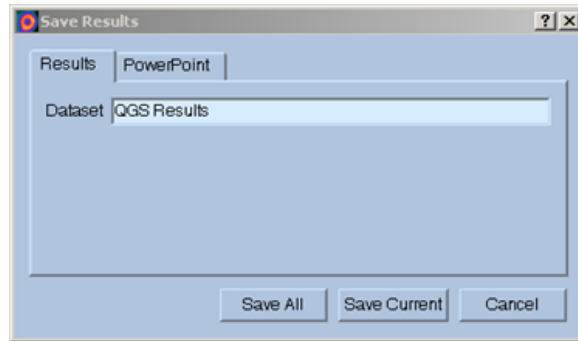 Save Results
Results PowerPoint
Dataset QGS Results
Save All Save Current Cancel